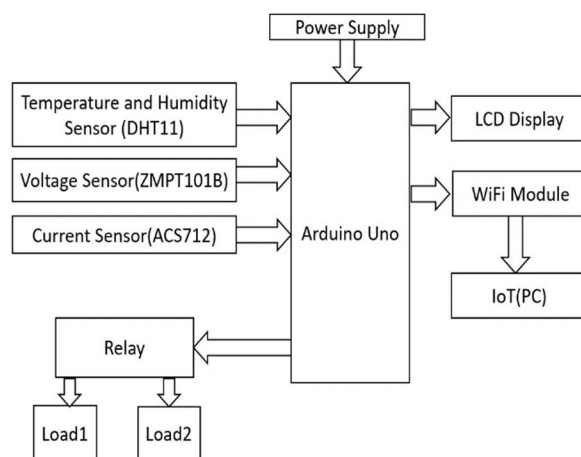 Power Supply
Temperature and Humidity
Sensor (DHT11)
LCD Display
Voltage Sensor(ZMPT101B)
WiFi Module
Current Sensor(ACS712)
Arduino Uno
IoT(PC)
Relay
Load1
Load2